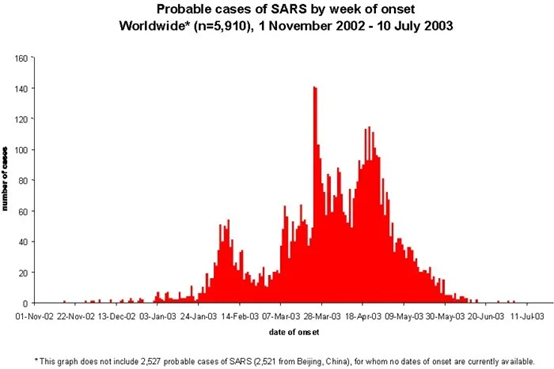 Probable cases of SARS by week of onset
Worldwide* (n=5,910), 1 November 2002 - 10 July 2003
160
140
120
100
80
60
40
20
0
number of cases
01-Nov-02 22-Nov-02 13-Dec-02 03-Jan-03 24-Jan-03 14-Feb-03 07-Mar-03 28-Mar-03 18-Apr-03 09-May-03 30-May-03 20-Jun-03 11-Jul-03
date of onset
* This graph does not include 2,527 probable cases of SARS (2,521 from Beijing, China), for whom no dates of onset are currently available.